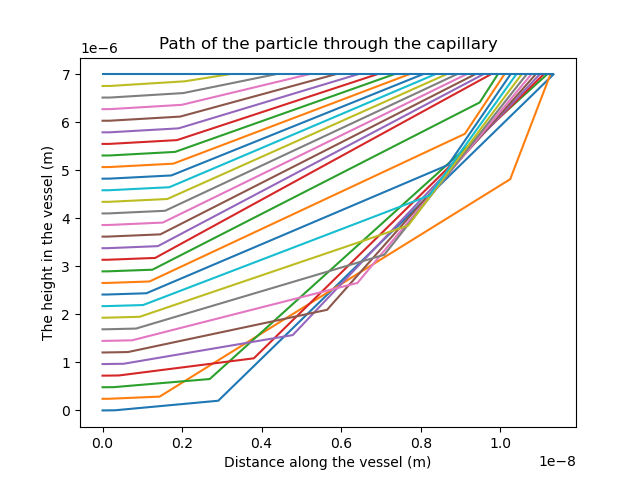 Path of the particle through the capillary
1e−6
7
6
5
4
3
2
1
0
The height in the vessel (m)
0.0 0.2 0.4 0.6 0.8 1.0
1e−8
Distance along the vessel (m)